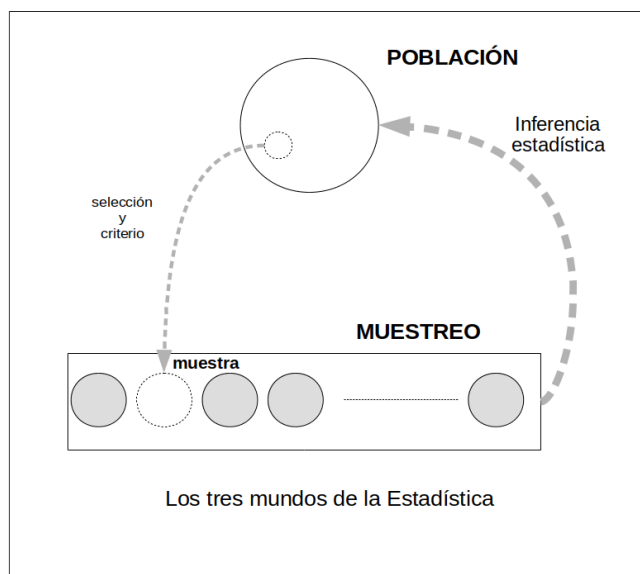 POBLACIÓN
Inferencia
estadística
selección
y
criterio
MUESTREO
muestra
Los tres mundos de la Estadística